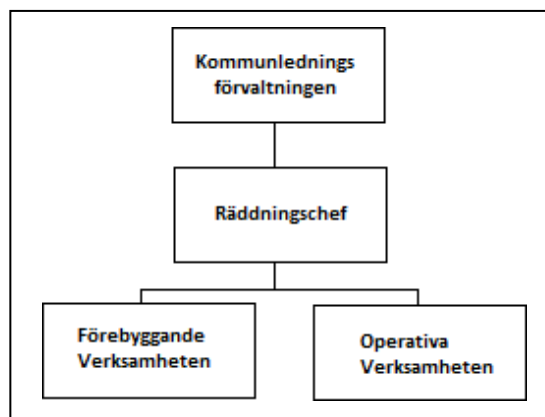 Kommunlednings
förvaltningen
Räddningschef
Förebyggande
Verksamheten
Operativa
Verksamheten